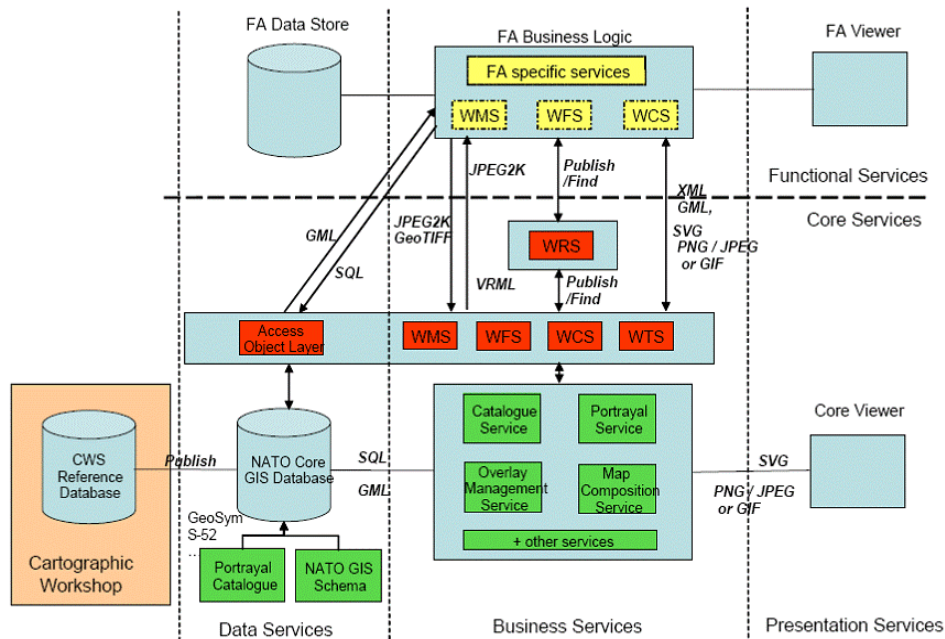 FA Data Store
FA Business Logic
FA Viewer
FA specific services
WMS
WFS
WCS
JPEG2K
Publish
/Find
XML
GML,
Functional Services
Core Services
GML
JPEG2K
GeoTIFF
SVG
PNG / JPEG
or GIF
WRS
SQL
VRML
Publish
/Find
Access
Object Layer
WMS
WFS
WCS
WTS
Catalogue
Service
Portrayal
Service
Core Viewer
CWS
Reference
Database
Publish
NATO Core
GIS Database
SQL
GML
Overlay
Management
Service
Map
Composition
Service
SVG
PNG / JPEG
or GIF
GeoSym
S-52
...
+ other services
Cartographic
Workshop
Portrayal
Catalogue
NATO GIS
Schema
Data Services
Business Services
Presentation Services